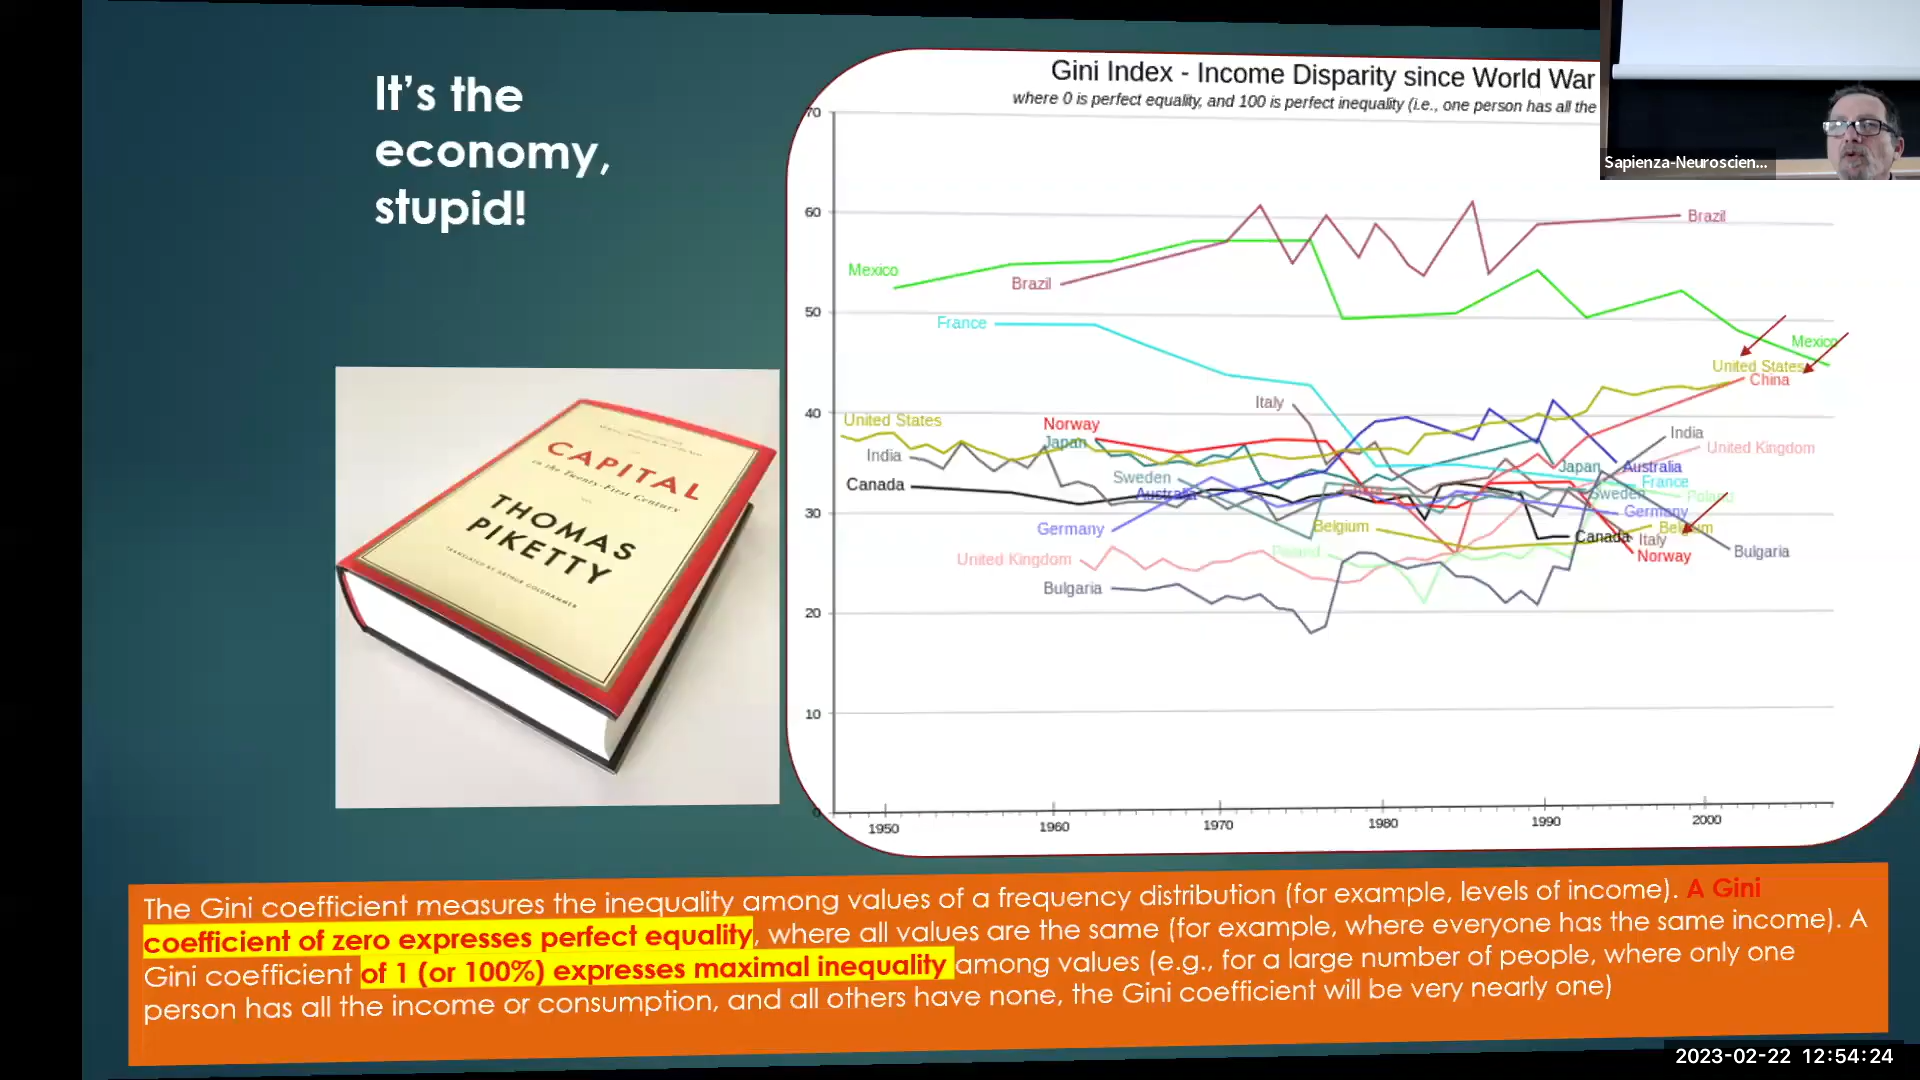 It's the
economy,
stupid!
Gini Index - Income Disparity since World War
where 0 is perfect equality, and 100 is perfect inequality (i.e., one person has all the
Sapienza-Neuroscien...
70
60
50
40
30
20
10
0
1950
1960
1970
1980
1990
2000
Mexico
Brazil
Brazil
France
Mexico
United States
China
Italy
United States
Norway
Japan
India
Canada
Sweden
Australia
Germany
United Kingdom
Bulgaria
Belgium
Poland
China
India
United Kingdom
Japan
Australia
France
Sweden
Poland
Germany
Belgium
Canada
Italy
Norway
Bulgaria
CAPITAL
in the Twenty-First Century
THOMAS
PIKETTY
TRANSLATED BY ARTHUR GOLDHAMMER
The Gini coefficient measures the inequality among values of a frequency distribution (for example, levels of income). A Gini
coefficient of zero expresses perfect equality, where all values are the same (for example, where everyone has the same income). A
Gini coefficient of 1 (or 100%) expresses maximal inequality among values (e.g., for a large number of people, where only one
person has all the income or consumption, and all others have none, the Gini coefficient will be very nearly one)
2023-02-22 12:54:24